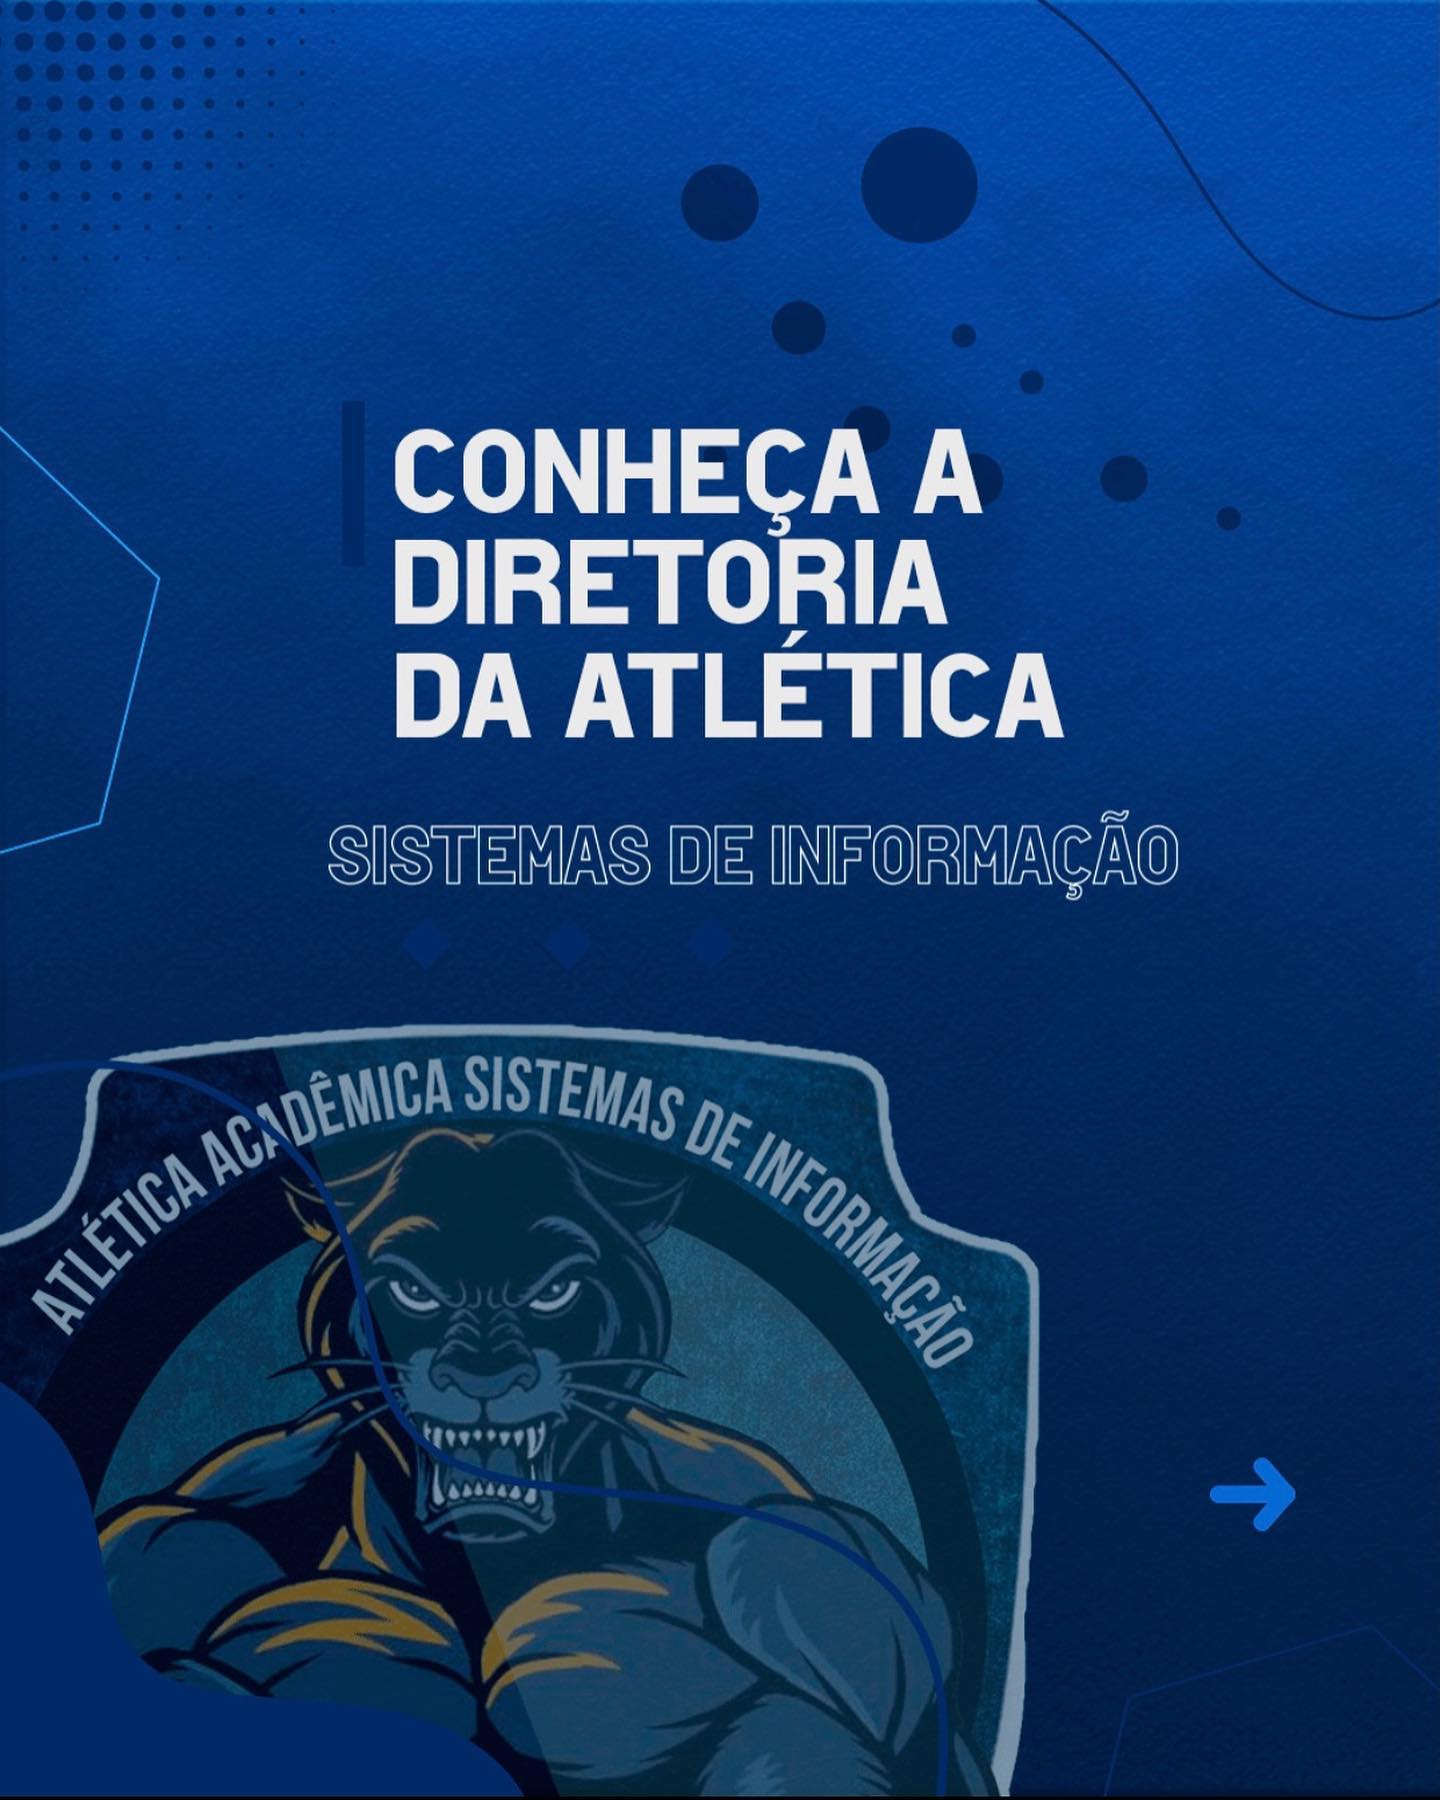 CONHEÇA A
DIRETORIA
DA ATLÉTICA
SISTEMAS DE INFORMAÇÃO
ATLÉTICA ACADÊMICA SISTEMAS DE INFORMAÇÃO